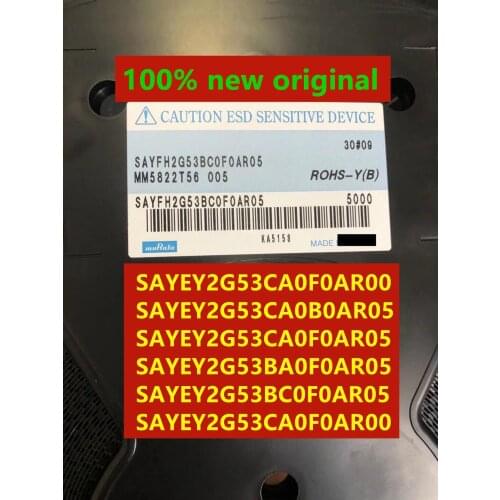 100% new original
CAUTION ESD SENSITIVE DEVICE
30#09
SAYFH2G53BC0F0AR05
MM5822T56 005
ROHS-Y(B)
SAYFH2G53BC0F0AR05 5000
KA5158
muRata
MADE
SAYEY2G53CA0F0AR00
SAYEY2G53CA0B0AR05
SAYEY2G53CA0F0AR05
SAYEY2G53BA0F0AR05
SAYEY2G53BC0F0AR05
SAYEY2G53CA0F0AR00